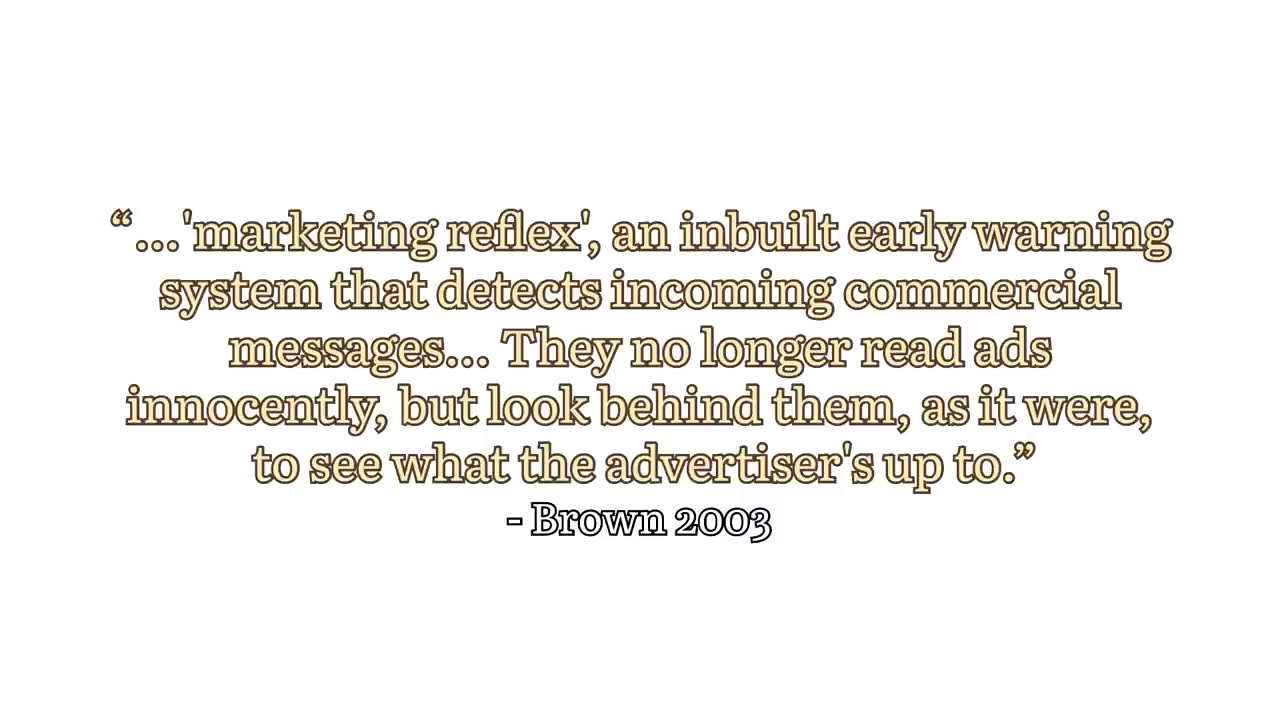 “...'marketing reflex', an inbuilt early warning
system that detects incoming commercial
messages... They no longer read ads
innocently, but look behind them, as it were,
to see what the advertiser's up to.”
- Brown 2003